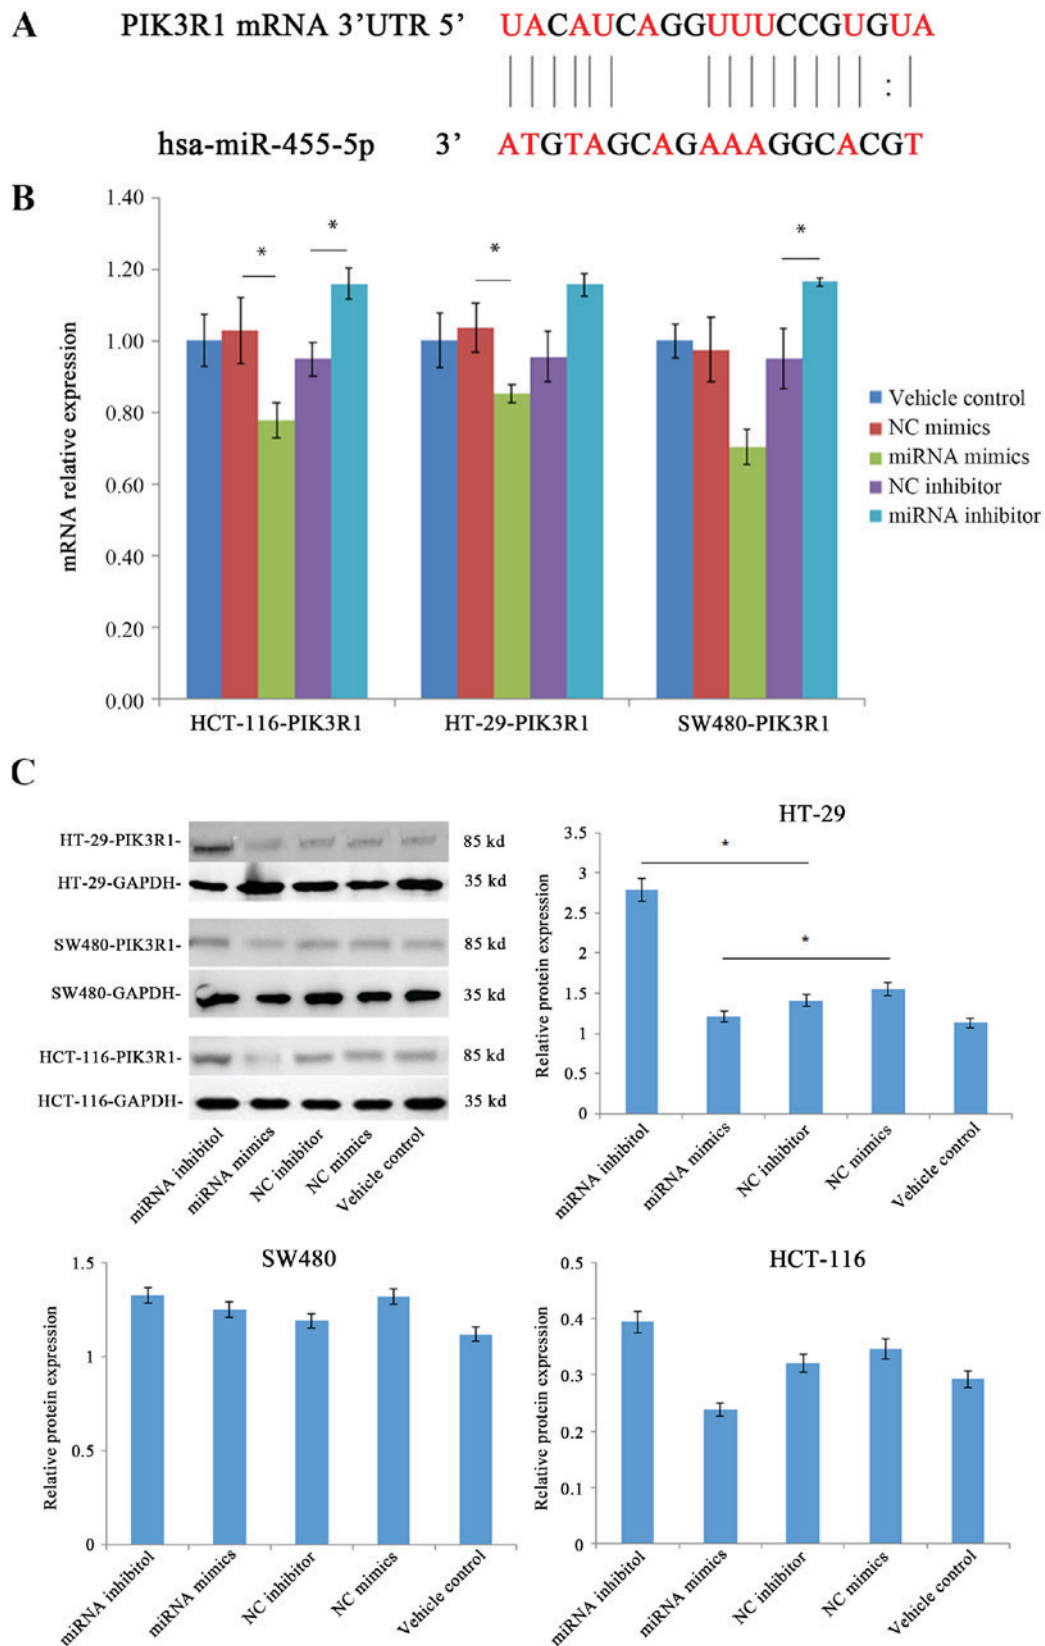 A
PIK3R1 mRNA 3’UTR 5’ UACAUCAGGUUUCCGUGUA
:
hsa-miR-455-5p 3’ ATGTAGCAGAAAGGCACGT
B
mRNA relative expression
1.40
1.20
1.00
0.80
0.60
0.40
0.20
0.00
* * * *
HCT-116-PIK3R1 HT-29-PIK3R1 SW480-PIK3R1
Vehicle control
NC mimics
miRNA mimics
NC inhibitor
miRNA inhibitor
C
HT-29-PIK3R1- 85 kd
HT-29-GAPDH- 35 kd
SW480-PIK3R1- 85 kd
SW480-GAPDH- 35 kd
HCT-116-PIK3R1- 85 kd
HCT-116-GAPDH- 35 kd
miRNA inhibitol
miRNA mimics
NC inhibitor
NC mimics
Vehicle control
HT-29
Relative protein expression
3.5
3
2.5
2
1.5
1
0.5
0
*
*
miRNA inhibitol
miRNA mimics
NC inhibitor
NC mimics
Vehicle control
SW480
Relative protein expression
1.5
1
0.5
0
miRNA inhibitol
miRNA mimics
NC inhibitor
NC mimics
Vehicle control
HCT-116
Relative protein expression
0.5
0.4
0.3
0.2
0.1
0
miRNA inhibitol
miRNA mimics
NC inhibitor
NC mimics
Vehicle control